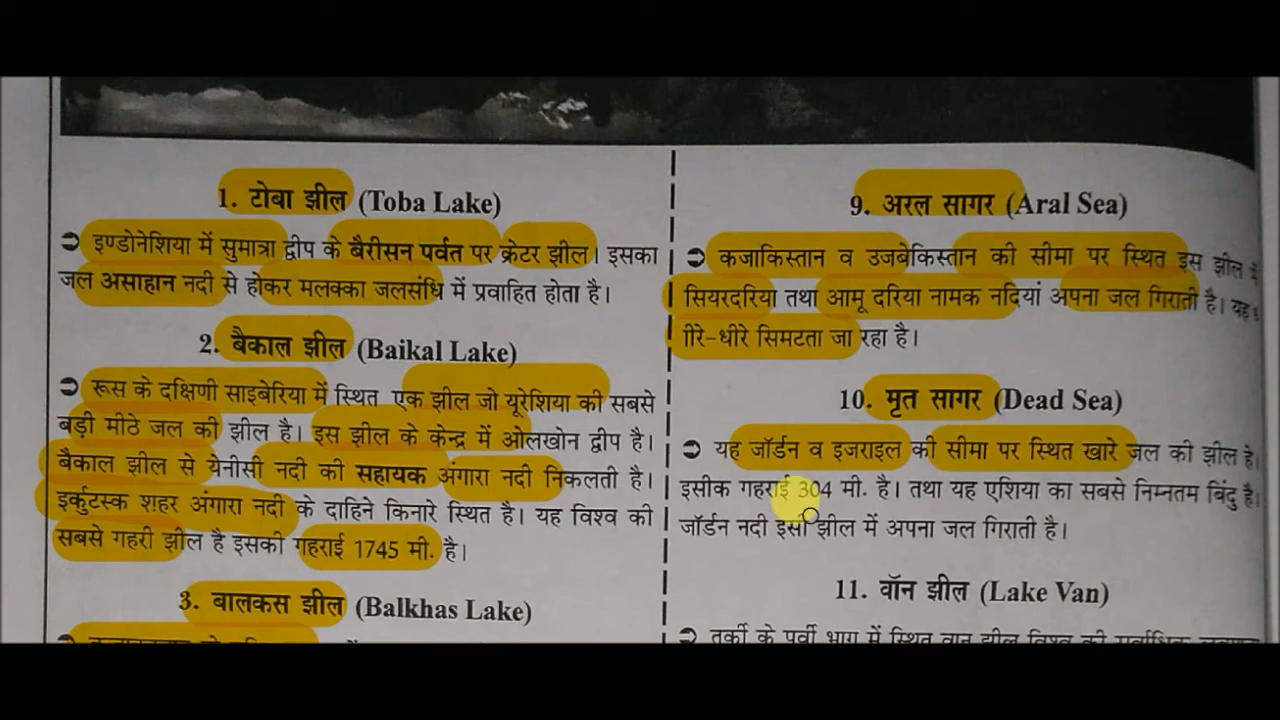 1. टोबा झील (Toba Lake)
इण्डोनेशिया में सुमात्रा द्वीप के बैरीसन पर्वत पर क्रेटर झील। इसका
जल असाहान नदी से होकर मलक्का जलसंधि में प्रवाहित होता है।
2. बैकाल झील (Baikal Lake)
रूस के दक्षिणी साइबेरिया में स्थित एक झील जो यूरेशिया की सबसे
बड़ी मीठे जल की झील है। इस झील के केन्द्र में ओलखोन द्वीप है।
बैकाल झील से येनीसी नदी की सहायक अंगारा नदी निकलती है।
इर्कुटस्क शहर अंगारा नदी के दाहिने किनारे स्थित है। यह विश्व की
सबसे गहरी झील है इसकी गहराई 1745 मी. है।
3. बालकस झील (Balkhas Lake)
9. अरल सागर (Aral Sea)
कजाकिस्तान व उजबेकिस्तान की सीमा पर स्थित इस झील में
सियरदरिया तथा आमू दरिया नामक नदियां अपना जल गिराती है। यह
ीरे-धीरे सिमटता जा रहा है।
10. मृत सागर (Dead Sea)
यह जॉर्डन व इजराइल की सीमा पर स्थित खारे जल की झील है।
इसीक गहराई 304 मी. है। तथा यह एशिया का सबसे निम्नतम बिंदु है।
जॉर्डन नदी इसी झील में अपना जल गिराती है।
11. वॉन झील (Lake Van)
तुर्की के पूर्वी भाग में स्थित वान झील विश्व की सर्वाधिक